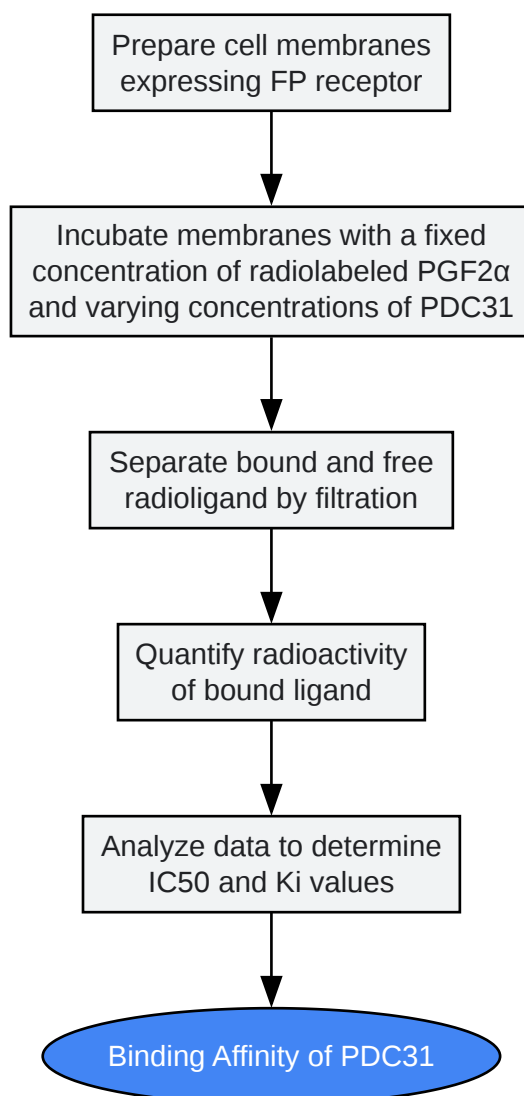 Prepare cell membranes
expressing FP receptor
Incubate membranes with a fixed
concentration of radiolabeled PGF2α
and varying concentrations of PDC31
Separate bound and free
radioligand by filtration
Quantify radioactivity
of bound ligand
Analyze data to determine
IC50 and Ki values
Binding Affinity of PDC31